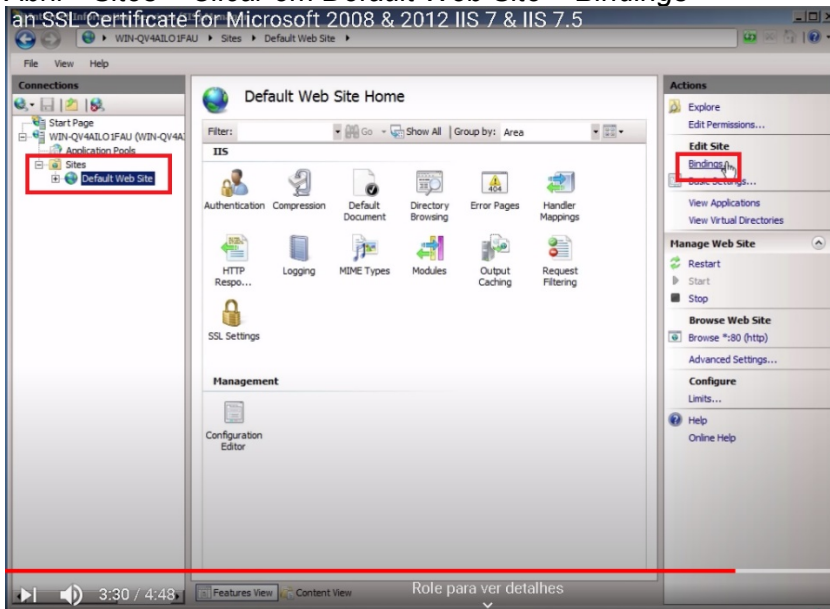 an SSL Certificate for Microsoft 2008 & 2012 IIS 7 & IIS 7.5
WIN-QV4AILO1FAU
Sites
Default Web Site
File
View
Help
Connections
Start Page
WIN-QV4AILO1FAU (WIN-QV4A
Application Pools
Sites
Default Web Site
Default Web Site Home
Filter:
Go
Show All
Group by: Area
IIS
Authentication
Compression
Default
Document
Directory
Browsing
Error Pages
Handler
Mappings
HTTP
Respo...
Logging
MIME Types
Modules
Output
Caching
Request
Filtering
SSL Settings
Management
Configuration
Editor
Features View
Content View
Actions
Explore
Edit Permissions...
Edit Site
Bindings...
Basic Settings...
View Applications
View Virtual Directories
Manage Web Site
Restart
Start
Stop
Browse Web Site
Browse *:80 (http)
Advanced Settings...
Configure
Limits...
Help
Online Help
3:30 / 4:48
Role para ver detalhes